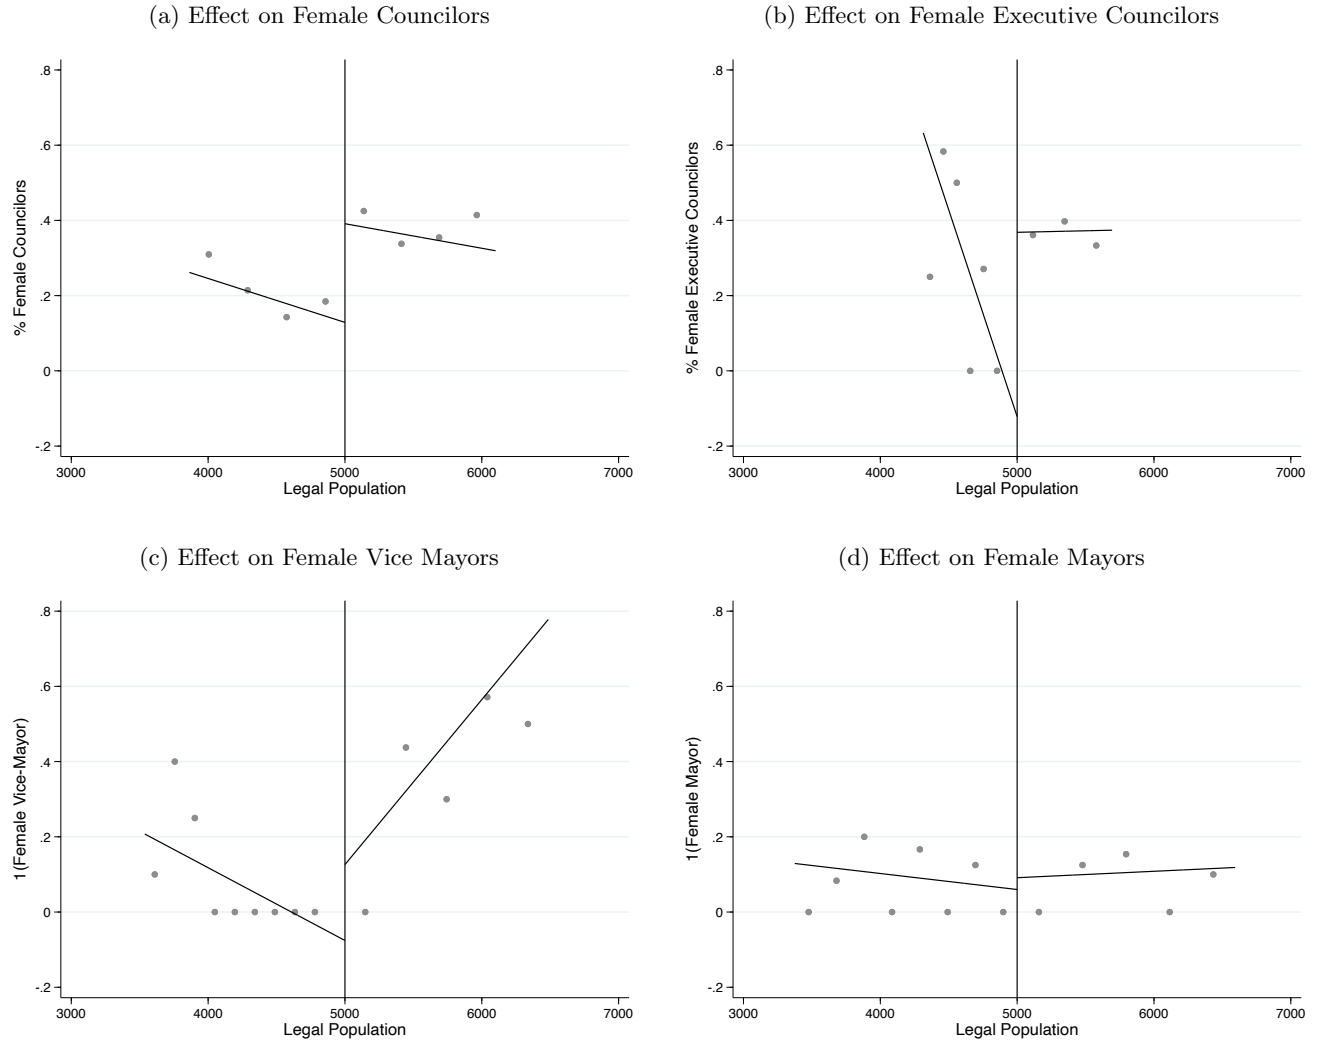 (a) Effect on Female Councilors
(b) Effect on Female Executive Councilors
.8
.6
.4
.2
0
-.2
% Female Councilors
3000 4000 5000 6000 7000
Legal Population
.8
.6
.4
.2
0
-.2
% Female Executive Councilors
3000 4000 5000 6000 7000
Legal Population
(c) Effect on Female Vice Mayors
(d) Effect on Female Mayors
.8
.6
.4
.2
0
-.2
1(Female Vice-Mayor)
3000 4000 5000 6000 7000
Legal Population
.8
.6
.4
.2
0
-.2
1(Female Mayor)
3000 4000 5000 6000 7000
Legal Population